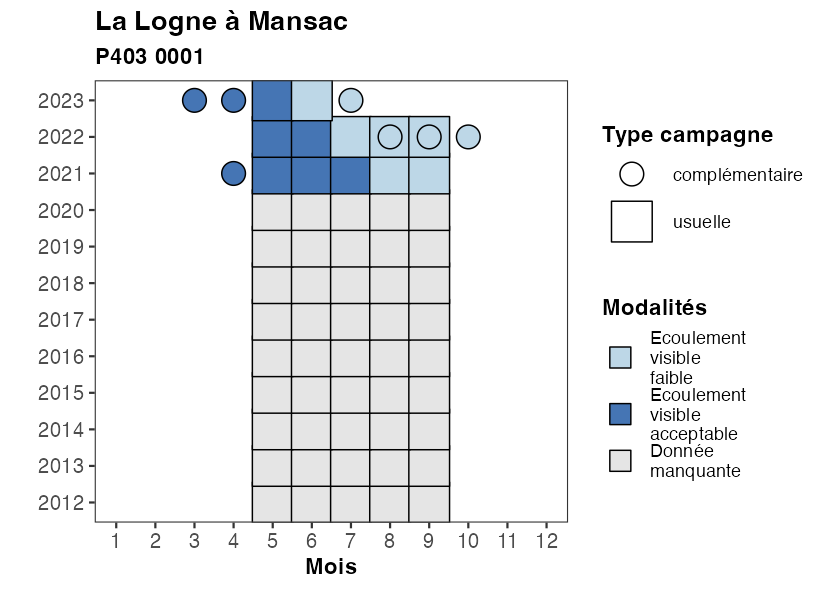 La Logne à Mansac
P403 0001
2023
2022
2021
2020
2019
2018
2017
2016
2015
2014
2013
2012
1 2 3 4 5 6 7 8 9 10 11 12
Mois
Type campagne
complémentaire
usuelle
Modalités
Ecoulement
visible
faible
Ecoulement
visible
acceptable
Donnée
manquante